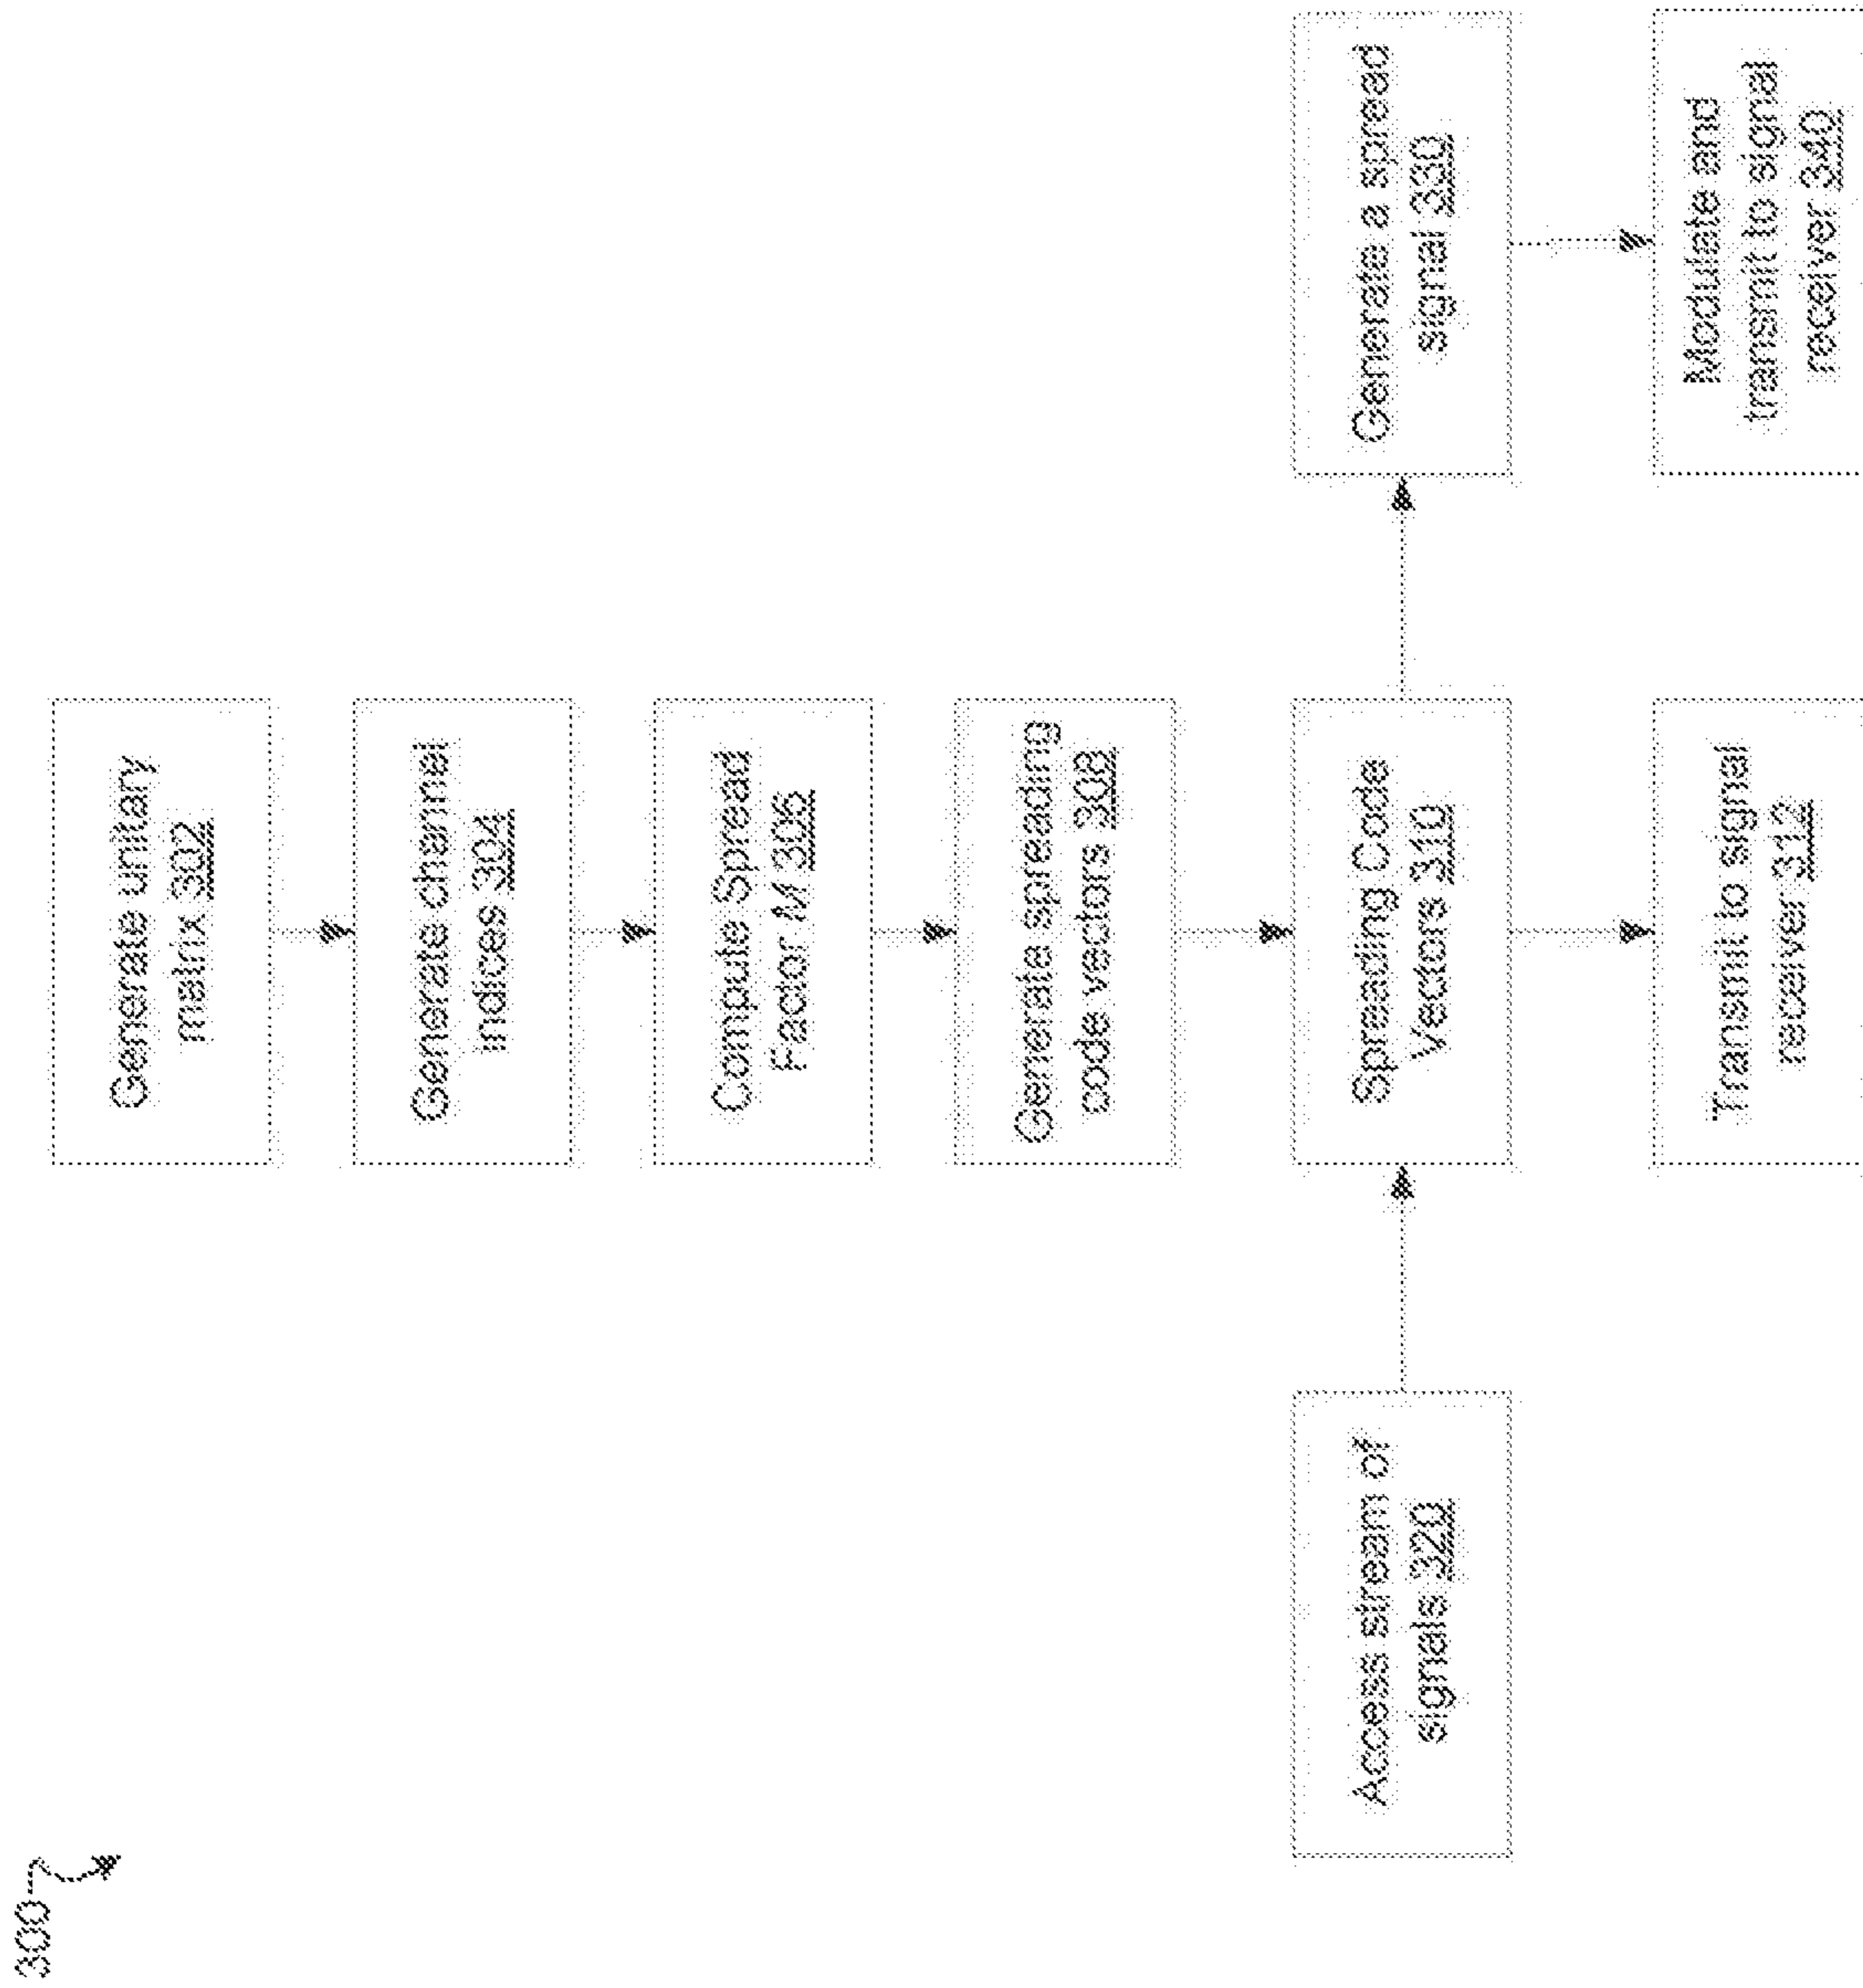 300
Generate unitary
matrix 302
Generate channel
indices 304
Compute Spread
Factor M 306
Generate spreading
code vectors 308
Access stream of
signals 320
Spreading Code
Vectors 310
Generate a spread
signal 330
Transmit to signal
receiver 312
Modulate and
transmit to signal
receiver 340